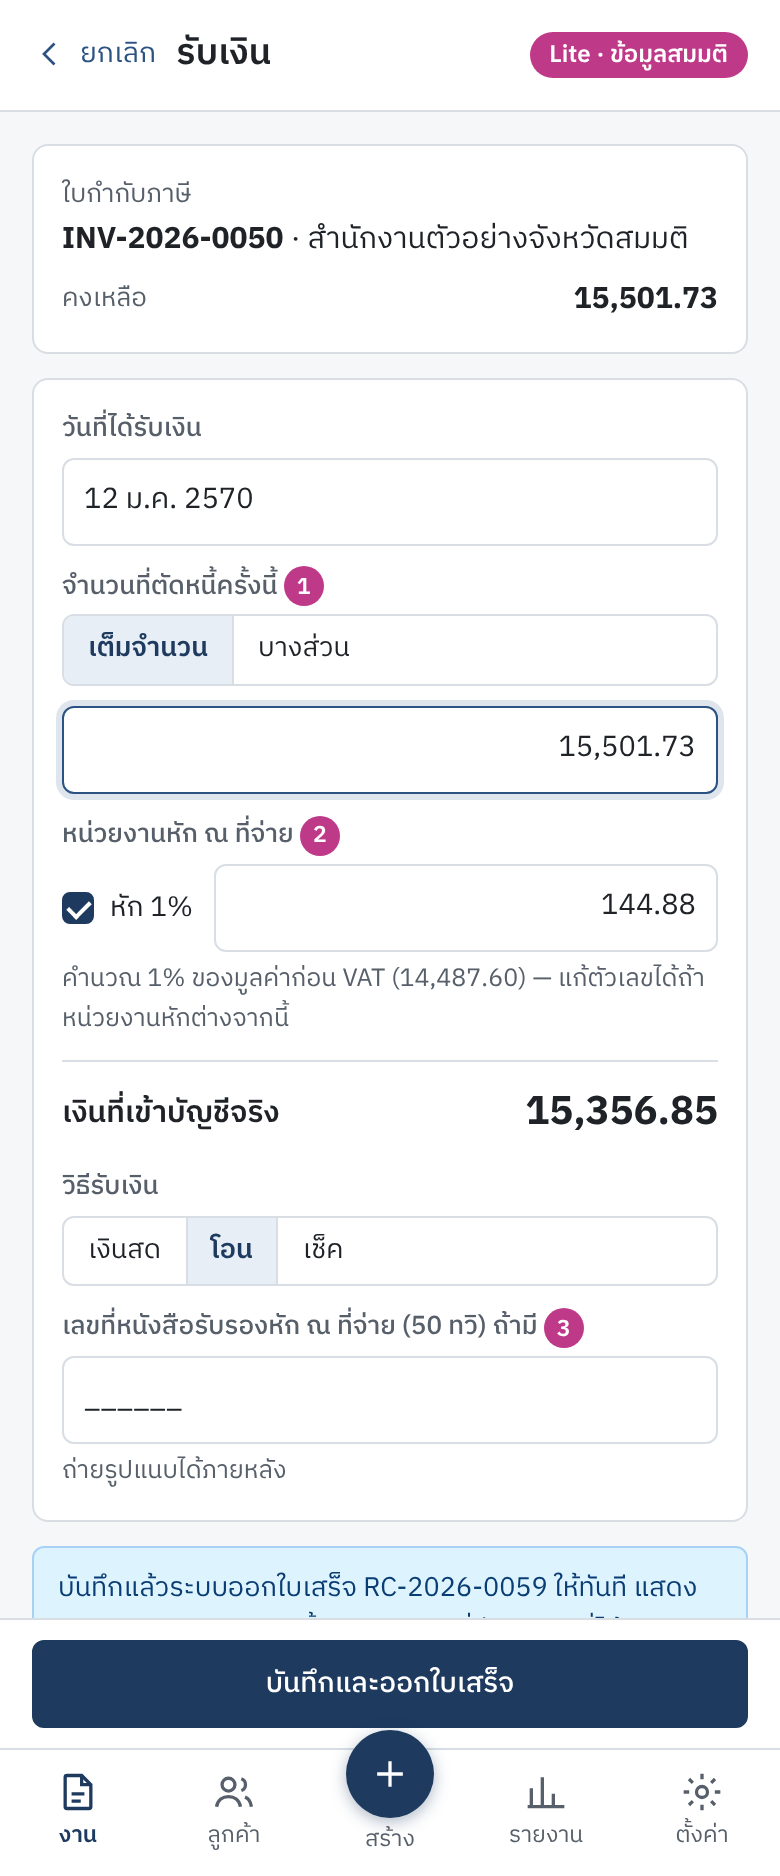 ยกเลิก รับเงิน Lite · ข้อมูลสมมติ
ใบกำกับภาษี
INV-2026-0050 · สำนักงานตัวอย่างจังหวัดสมมติ
คงเหลือ 15,501.73
วันที่ได้รับเงิน
12 ม.ค. 2570
จำนวนที่ตัดหนี้ครั้งนี้ 1
เต็มจำนวน บางส่วน
15,501.73
หน่วยงานหัก ณ ที่จ่าย 2
หัก 1% 144.88
คำนวณ 1% ของมูลค่าก่อน VAT (14,487.60) — แก้ตัวเลขได้ถ้า
หน่วยงานหักต่างจากนี้
เงินที่เข้าบัญชีจริง 15,356.85
วิธีรับเงิน
เงินสด โอน เช็ค
เลขที่หนังสือรับรองหัก ณ ที่จ่าย (50 ทวิ) ถ้ามี 3
______
ถ่ายรูปแนบได้ภายหลัง
บันทึกแล้วระบบออกใบเสร็จ RC-2026-0059 ให้ทันที แสดง
บันทึกและออกใบเสร็จ
งาน ลูกค้า สร้าง รายงาน ตั้งค่า